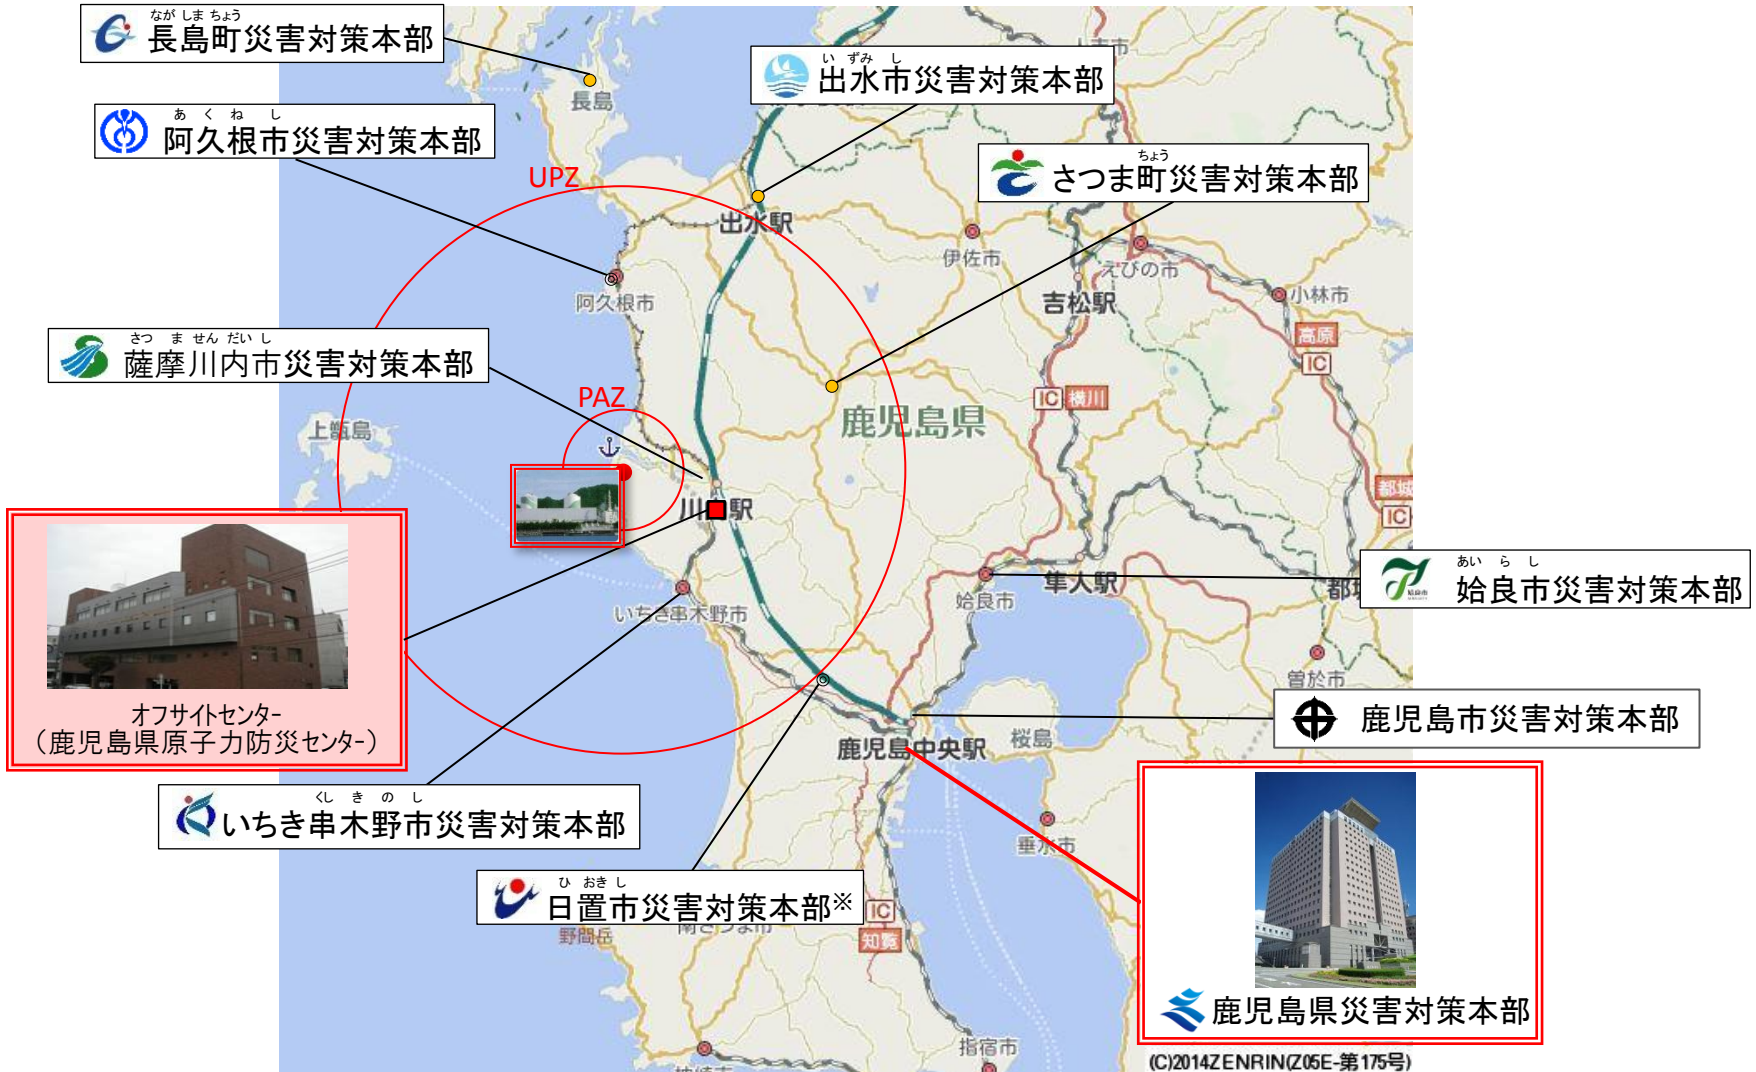 なが しま ちょう
長島町災害対策本部
い ずみ し
出水市災害対策本部
長島
あ く ね し
阿久根市災害対策本部
ちょう
さつま町災害対策本部
UPZ
出水駅
伊佐市
えびの市
阿久根市
吉松駅
小林市
高原
IC
さつ ま せん だい し
薩摩川内市災害対策本部
PAZ
IC 横川
鹿児島県
上甑島
都城
IC
川内駅
あい ら し
姶良市災害対策本部
姶良市
隼人駅
いちき串木野市
曽於市
オフサイトセンター
（鹿児島県原子力防災センター）
鹿児島市災害対策本部
鹿児島中央駅
桜島
くし き の し
いちき串木野市災害対策本部
垂水市
ひ おき し
日置市災害対策本部※
IC
知覧
野間岳
南さつま市
鹿児島県災害対策本部
指宿市
(C)2014ZENRIN(Z05E-第175号)